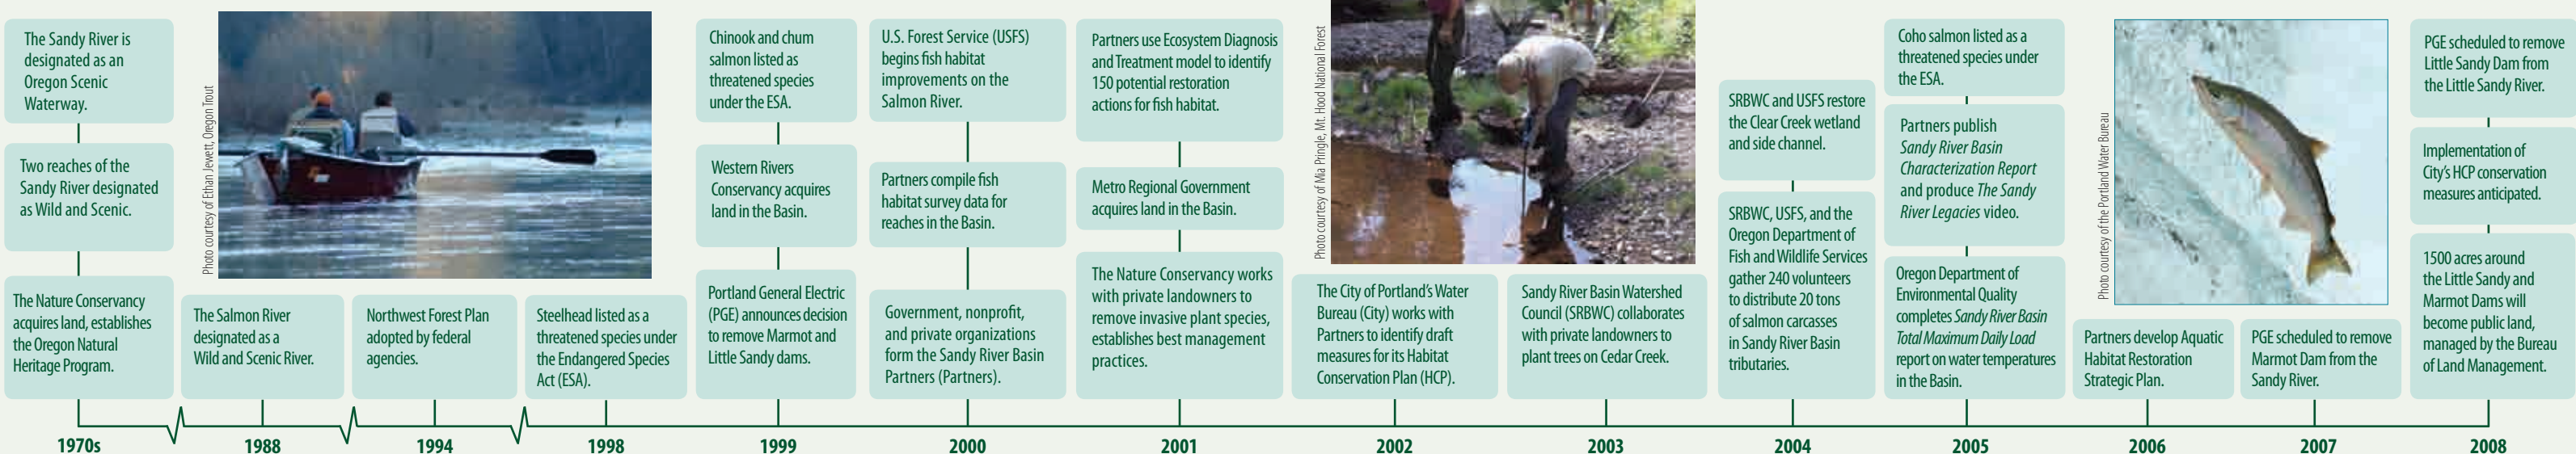 The Sandy River is
designated as an
Oregon Scenic
Waterway.
Two reaches of the
Sandy River designated
as Wild and Scenic.
The Nature Conservancy
acquires land, establishes
the Oregon Natural
Heritage Program.
1970s
Photo courtesy of Ethan Jewett, Oregon Trout
The Salmon River
designated as a
Wild and Scenic River.
1988
Northwest Forest Plan
adopted by federal
agencies.
1994
Steelhead listed as a
threatened species under
the Endangered Species
Act (ESA).
1998
Chinook and chum
salmon listed as
threatened species
under the ESA.
Western Rivers
Conservancy acquires
land in the Basin.
Portland General Electric
(PGE) announces decision
to remove Marmot and
Little Sandy dams.
1999
U.S. Forest Service (USFS)
begins fish habitat
improvements on the
Salmon River.
Partners compile fish
habitat survey data for
reaches in the Basin.
Government, nonprofit,
and private organizations
form the Sandy River Basin
Partners (Partners).
2000
Partners use Ecosystem Diagnosis
and Treatment model to identify
150 potential restoration
actions for fish habitat.
Metro Regional Government
acquires land in the Basin.
The Nature Conservancy works
with private landowners to
remove invasive plant species,
establishes best management
practices.
2001
Photo courtesy of Mia Pringle, Mt. Hood National Forest
The City of Portland's Water
Bureau (City) works with
Partners to identify draft
measures for its Habitat
Conservation Plan (HCP).
2002
Sandy River Basin Watershed
Council (SRBWC) collaborates
with private landowners to
plant trees on Cedar Creek.
2003
SRBWC and USFS restore
the Clear Creek wetland
and side channel.
SRBWC, USFS, and the
Oregon Department of
Fish and Wildlife Services
gather 240 volunteers
to distribute 20 tons
of salmon carcasses
in Sandy River Basin
tributaries.
2004
Coho salmon listed as a
threatened species under
the ESA.
Partners publish
Sandy River Basin
Characterization Report
and produce The Sandy
River Legacies video.
Oregon Department of
Environmental Quality
completes Sandy River Basin
Total Maximum Daily Load
report on water temperatures
in the Basin.
2005
Photo courtesy of the Portland Water Bureau
Partners develop Aquatic
Habitat Restoration
Strategic Plan.
2006
PGE scheduled to remove
Marmot Dam from the
Sandy River.
2007
PGE scheduled to remove
Little Sandy Dam from
the Little Sandy River.
Implementation of
City's HCP conservation
measures anticipated.
1500 acres around
the Little Sandy and
Marmot Dams will
become public land,
managed by the Bureau
of Land Management.
2008